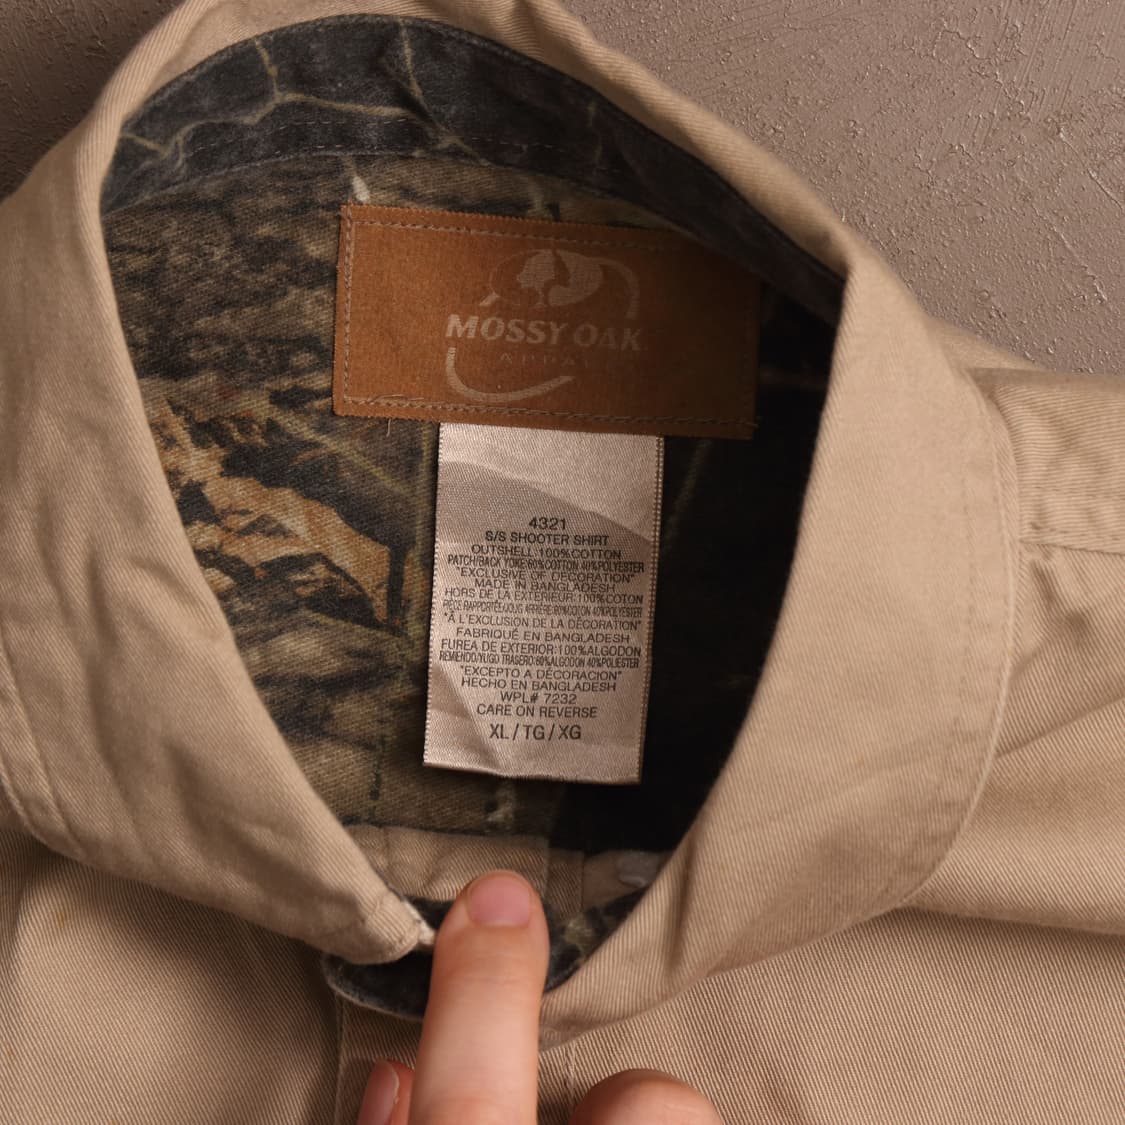 MOSSY OAK
4321
S/S SHOOTER SHIRT
OUTSHELL:100%COTTON
PATCH/BACK YOKE:60%COTTON 40%POLYESTER
"EXCLUSIVE OF DECORATION"
MADE IN BANGLADESH
HORS DE LA EXTERIEUR:100%COTON
PIÈCE RAPPORTÉE/JOUG ARRIERE:60%COTON 40%POLYESTER
"À L'EXCLUSION DE LA DÉCORATION"
FABRIQUÉ EN BANGLADESH
FUREA DE EXTERIOR:100%ALGODON
REMIENDO/YUGO TRASERO:60%ALGODON 40%POLIESTER
"EXCEPTO A DECORACION"
HECHO EN BANGLADESH
WPL# 7232
CARE ON REVERSE
XL / TG / XG